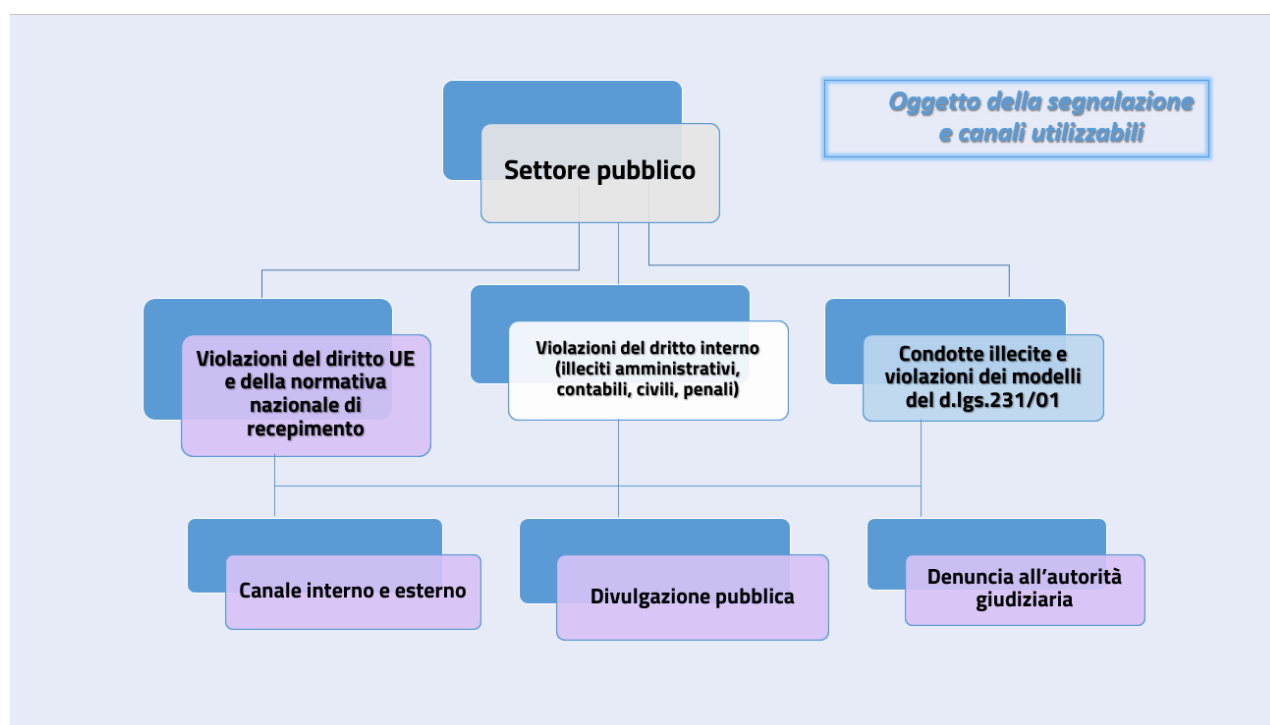 Oggetto della segnalazione
e canali utilizzabili
Settore pubblico
Violazioni del diritto UE
e della normativa
nazionale di
recepimento
Violazioni del dritto interno
(illeciti amministrativi,
contabili, civili, penali)
Condotte illecite e
violazioni dei modelli
del d.lgs.231/01
Canale interno e esterno
Divulgazione pubblica
Denuncia all’autorità
giudiziaria